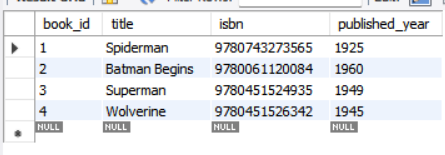 book_id title isbn published_year
1 Spiderman 9780743273565 1925
2 Batman Begins 9780061120084 1960
3 Superman 9780451524935 1949
4 Wolverine 9780451526342 1945
NULL NULL NULL NULL